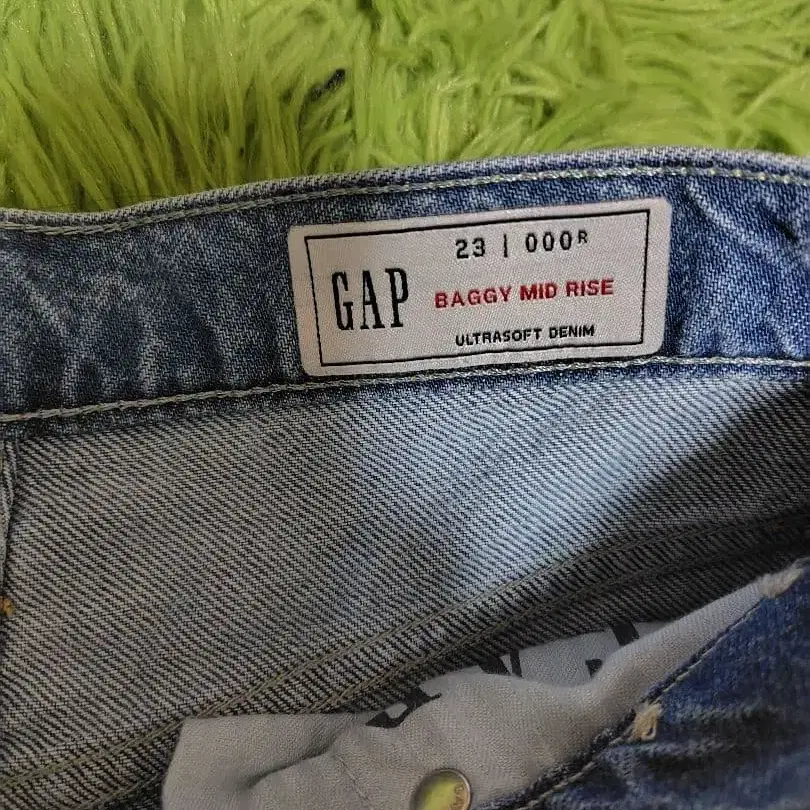 23 | 000R
GAP
BAGGY MID RISE
ULTRASOFT DENIM